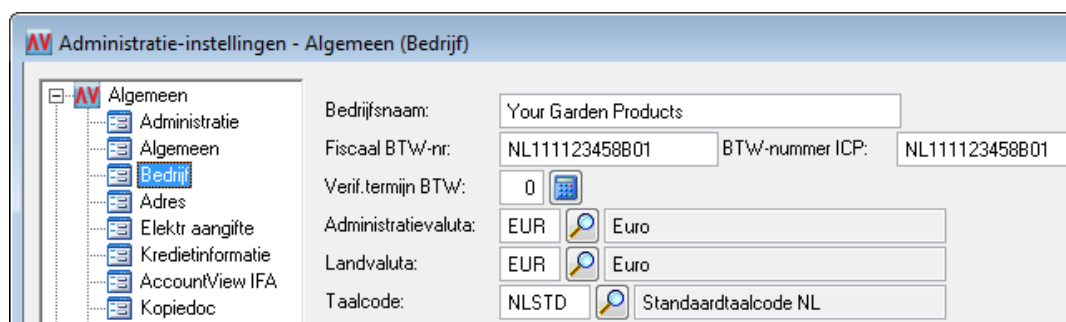 AV Administratie-instellingen - Algemeen (Bedrijf)
AV Algemeen
Administratie
Algemeen
Bedrijf
Adres
Elektr aangifte
Kredietinformatie
AccountView IFA
Kopiedoc
Bedrijfsnaam: Your Garden Products
Fiscaal BTW-nr: NL111123458B01 BTW-nummer ICP: NL111123458B01
Verif.termijn BTW: 0
Administratievaluta: EUR Euro
Landvaluta: EUR Euro
Taalcode: NLSTD Standaardtaalcode NL